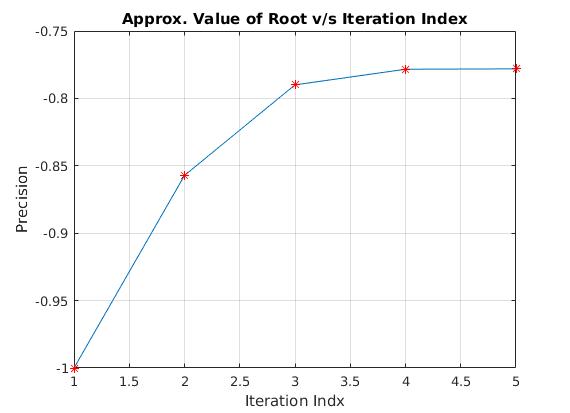 Approx. Value of Root v/s Iteration Index
-0.75
-0.8
-0.85
Precision
-0.9
-0.95
-1
1 1.5 2 2.5 3 3.5 4 4.5 5
Iteration Indx